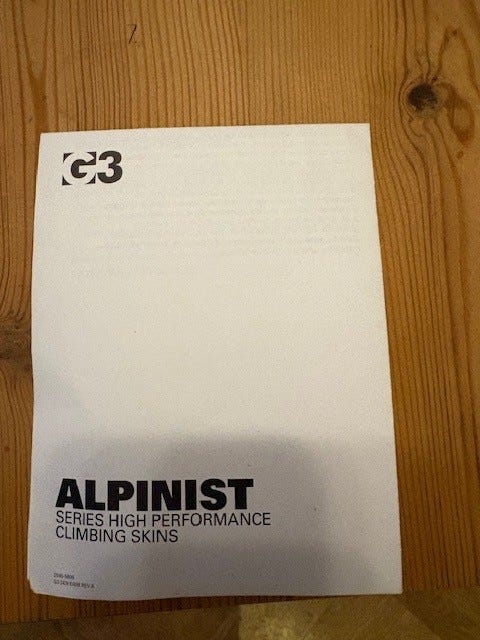 G3
ALPINIST
SERIES HIGH PERFORMANCE
CLIMBING SKINS